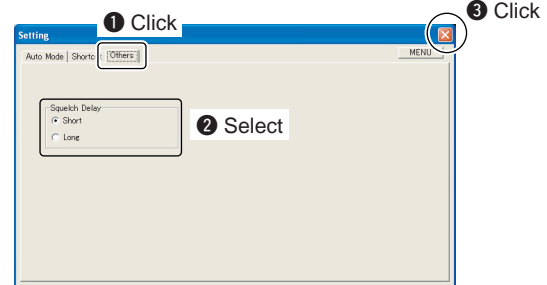 ❸ Click
❶ Click
Setting
Auto Mode Shortc Others MENU
Squelch Delay
Short
❷ Select
Long